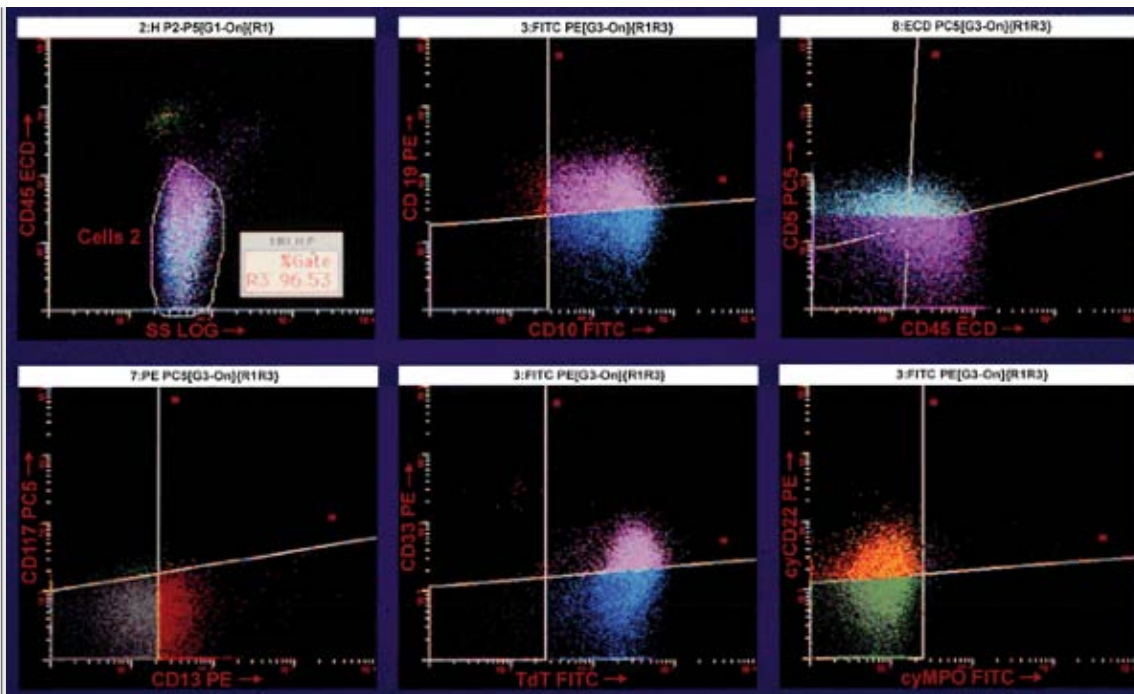 2:H P2-P5[G1-On]{R1}
CD45 ECD →
Cells 2
%Gate
R3 96.53
SS LOG →
3:FITC PE[G3-On]{R1R3}
CD 19 PE →
CD10 FITC →
8:ECD PC5[G3-On]{R1R3}
CD5 PC5 →
CD45 ECD →
7:PE PC5[G3-On]{R1R3}
CD117 PC5 →
CD13 PE →
3:FITC PE[G3-On]{R1R3}
CD33 PE →
TdT FITC →
3:FITC PE[G3-On]{R1R3}
cyCD22 PE →
cyMPO FITC →